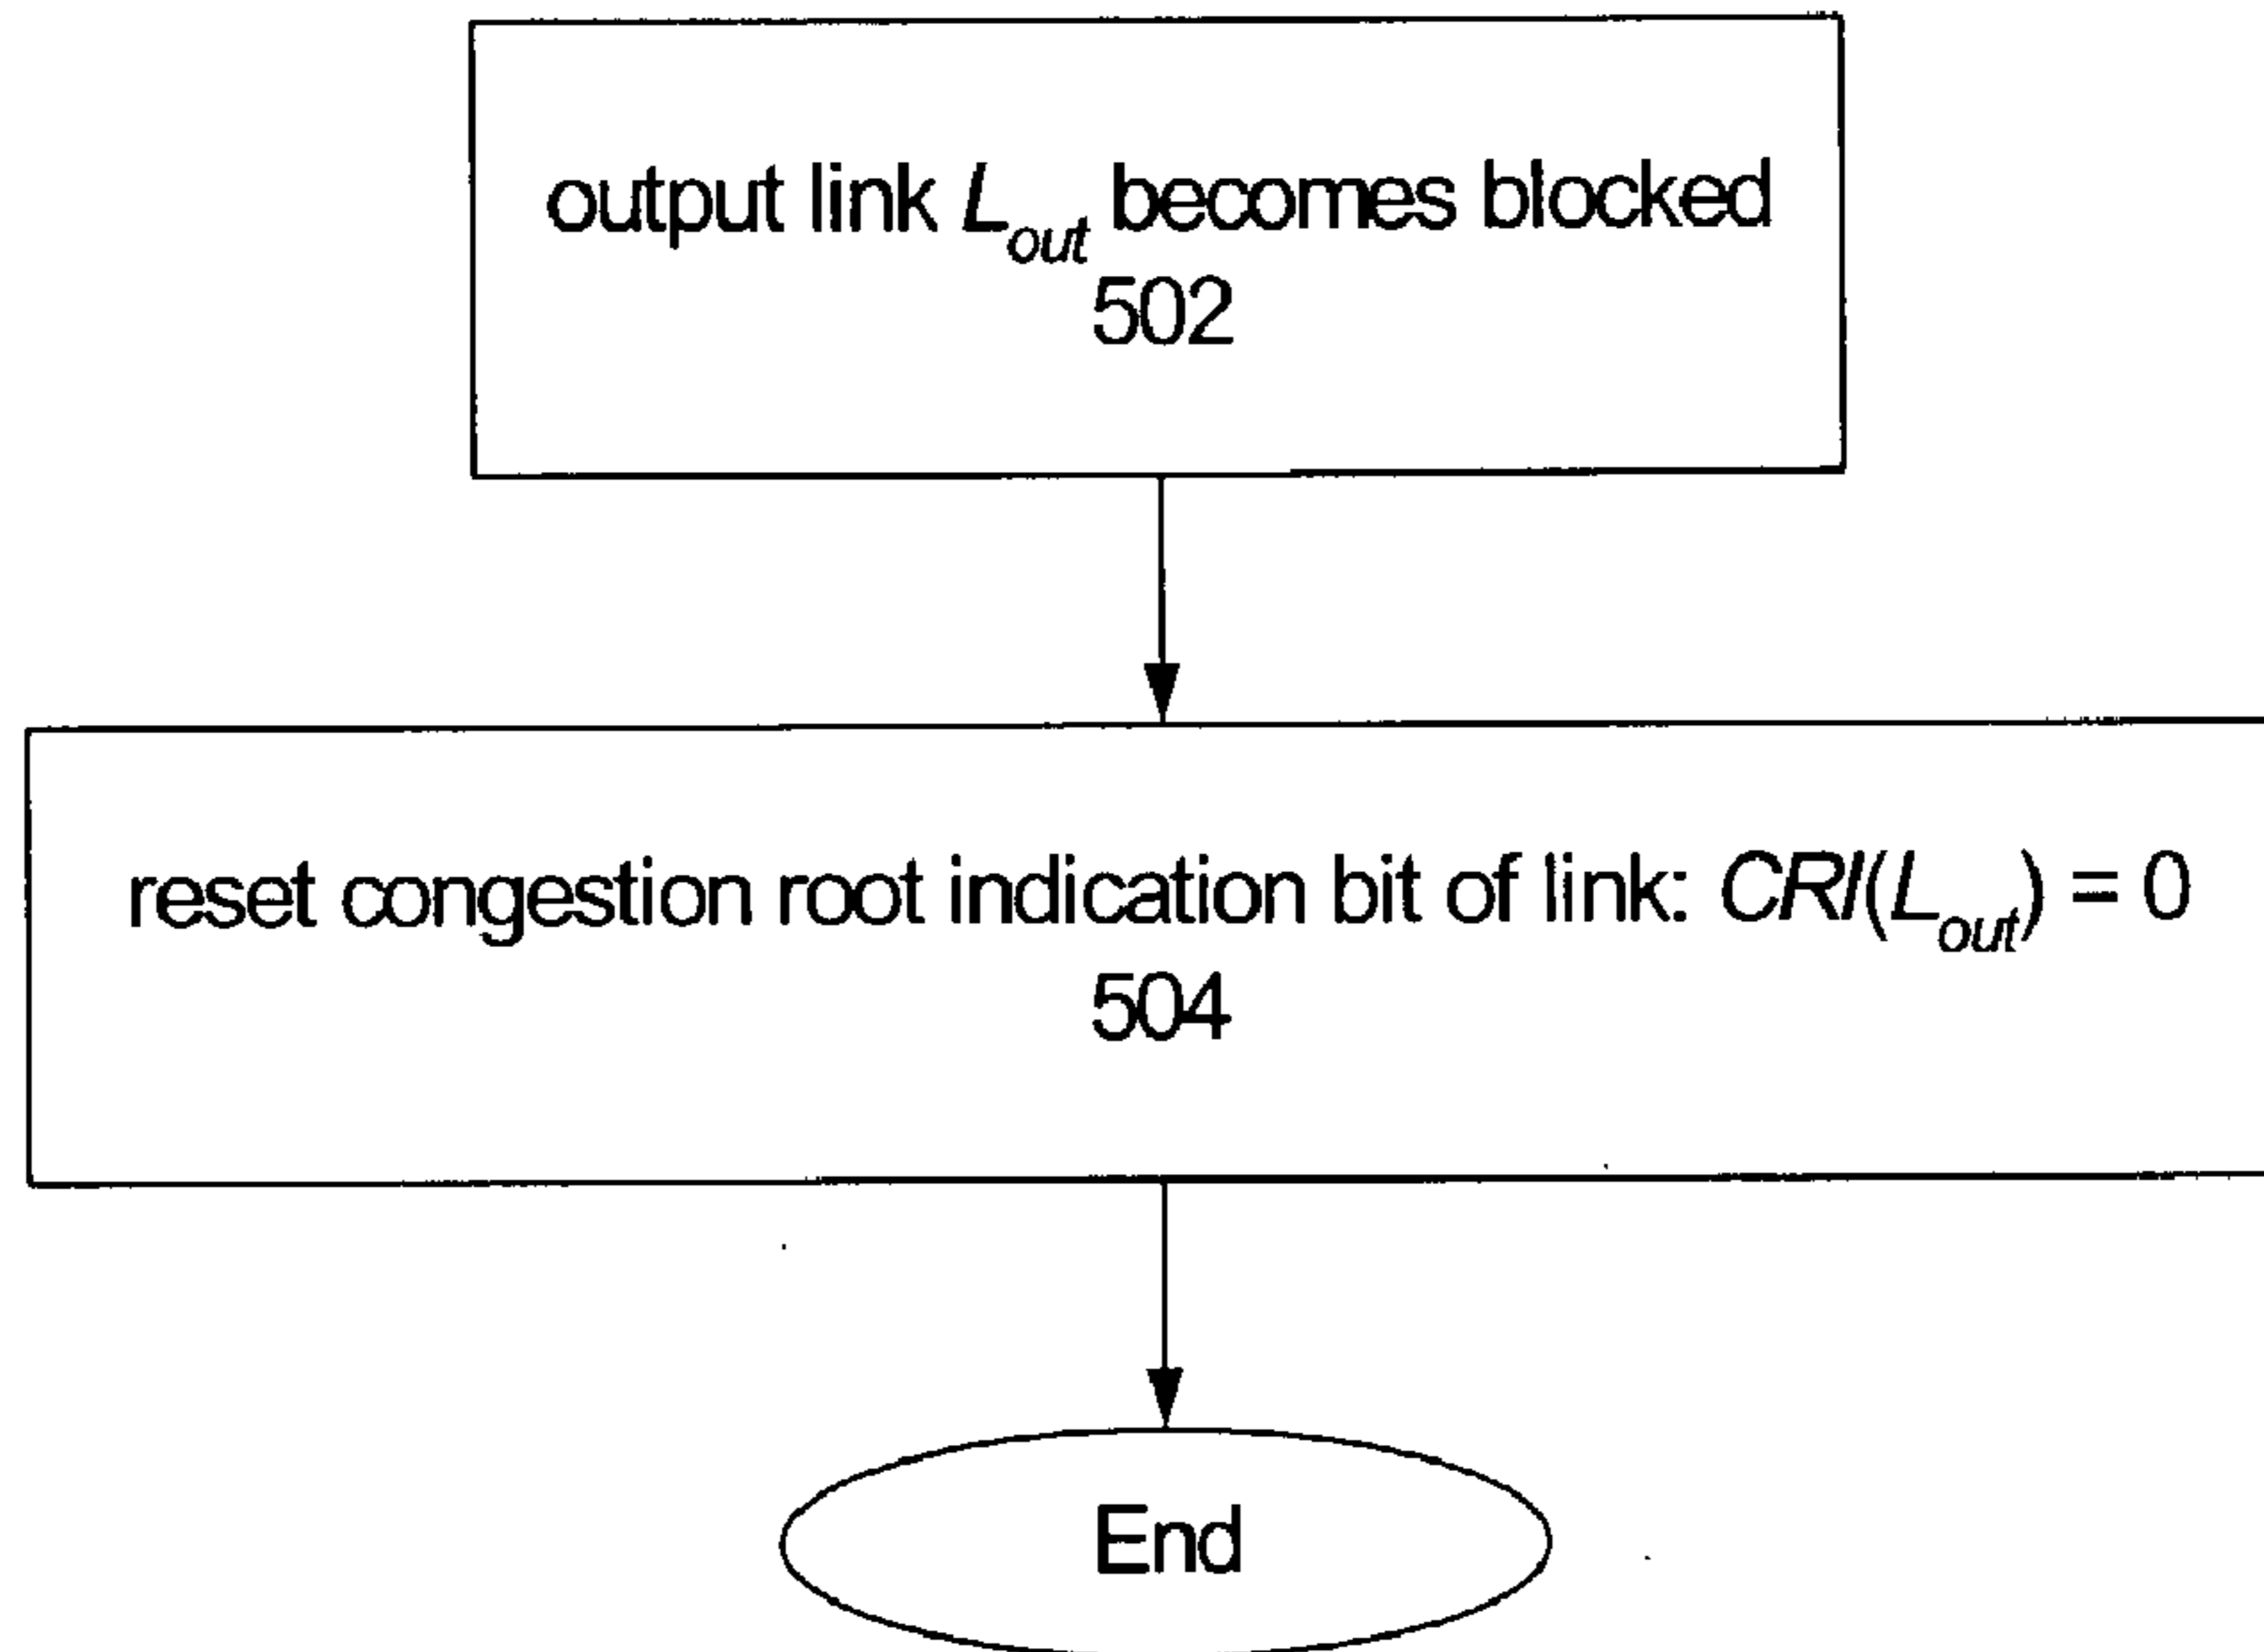 output link L_out becomes blocked
502
reset congestion root indication bit of link: CRI(L_out) = 0
504
End